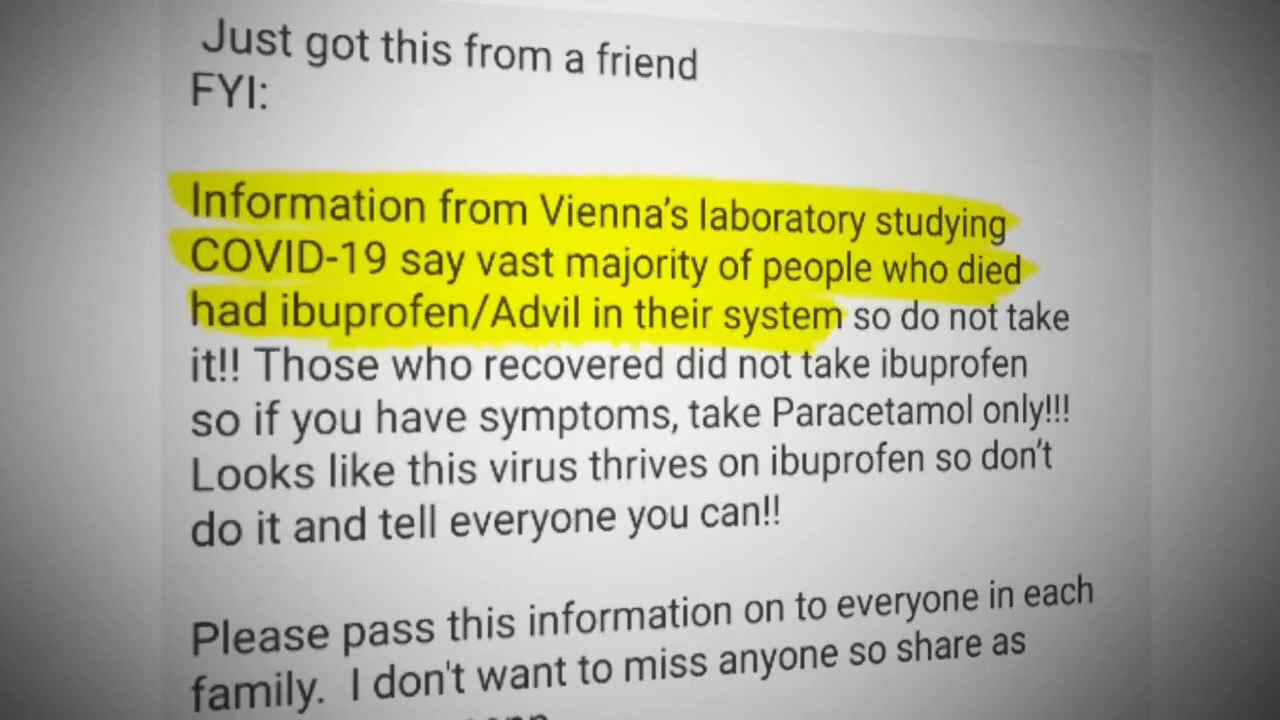 Just got this from a friend
FYI:
Information from Vienna's laboratory studying
COVID-19 say vast majority of people who died
had ibuprofen/Advil in their system so do not take
it!! Those who recovered did not take ibuprofen
so if you have symptoms, take Paracetamol only!!!
Looks like this virus thrives on ibuprofen so don't
do it and tell everyone you can!!
Please pass this information on to everyone in each
family. I don't want to miss anyone so share as